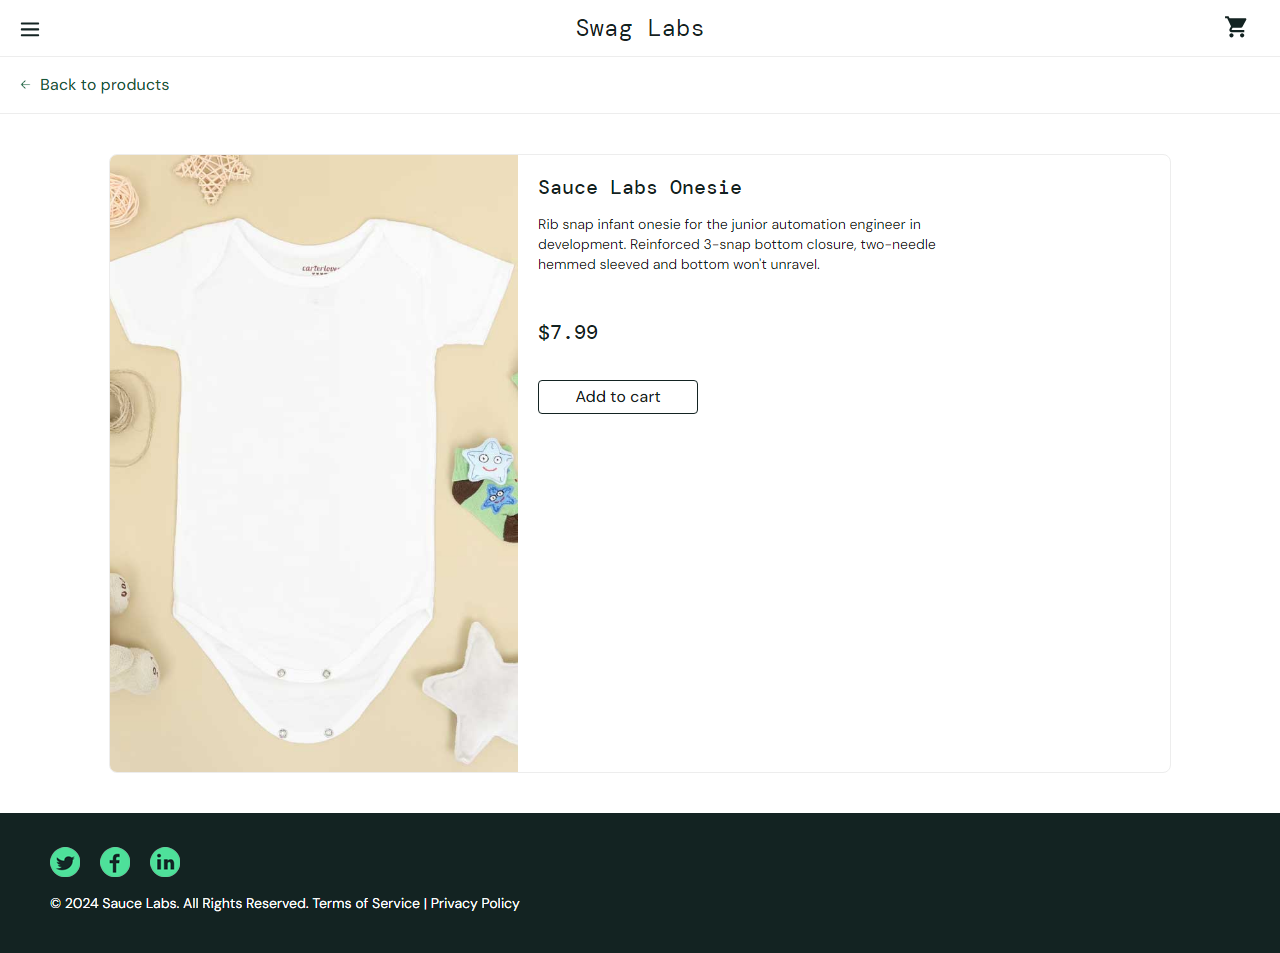 Swag Labs
Back to products
Sauce Labs Onesie
Rib snap infant onesie for the junior automation engineer in
development. Reinforced 3-snap bottom closure, two-needle
hemmed sleeved and bottom won't unravel.
$7.99
Add to cart
© 2024 Sauce Labs. All Rights Reserved. Terms of Service | Privacy Policy